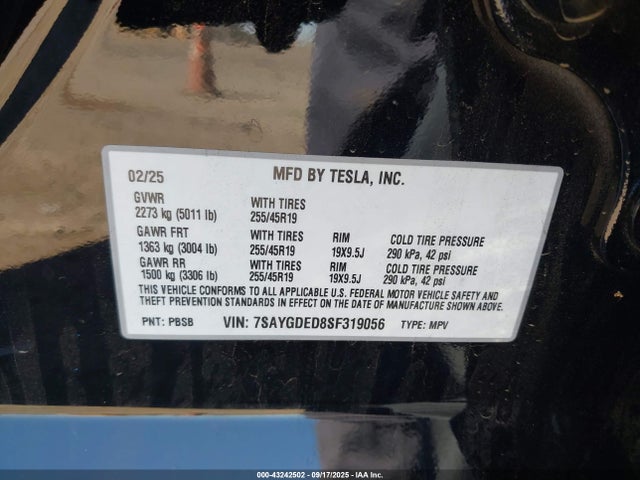 02/25 MFD BY TESLA, INC.
GVWR WITH TIRES
2273 kg (5011 lb) 255/45R19
GAWR FRT WITH TIRES RIM COLD TIRE PRESSURE
1363 kg (3004 lb) 255/45R19 19X9.5J 290 kPa, 42 psi
GAWR RR WITH TIRES RIM COLD TIRE PRESSURE
1500 kg (3306 lb) 255/45R19 19X9.5J 290 kPa, 42 psi
THIS VEHICLE CONFORMS TO ALL APPLICABLE U.S. FEDERAL MOTOR VEHICLE SAFETY AND
THEFT PREVENTION STANDARDS IN EFFECT ON THE DATE OF MANUFACTURE SHOWN ABOVE.
PNT: PBSB VIN: 7SAYGDED8SF319056 TYPE: MPV
000-43242502 - 09/17/2025 - IAA Inc.